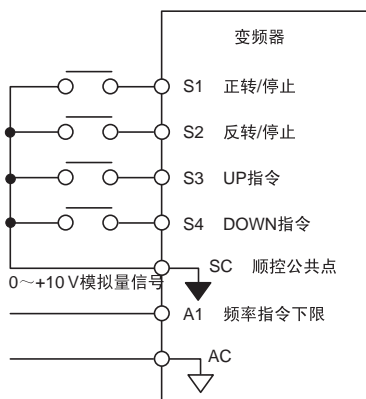 变频器
S1 正转/停止
S2 反转/停止
S3 UP指令
S4 DOWN指令
SC 顺控公共点
0～+10 V模拟量信号
A1 频率指令下限
AC